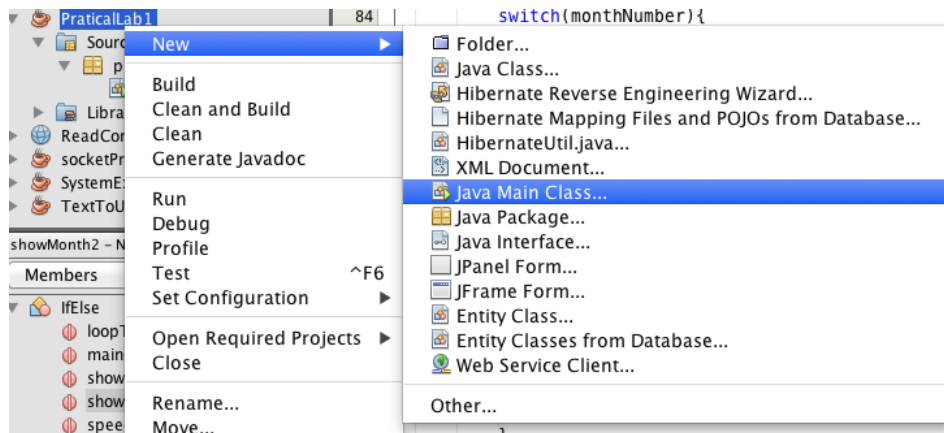 PraticalLab1
84
switch(monthNumber){
Sourc
p
Libra
ReadCor
socketPr
SystemE
TextToU
showMonth2 – N
Members
IfElse
loopT
main
show
show
spee
New
Build
Clean and Build
Clean
Generate Javadoc
Run
Debug
Profile
Test ^F6
Set Configuration
Open Required Projects
Close
Rename...
Move...
Folder...
Java Class...
Hibernate Reverse Engineering Wizard...
Hibernate Mapping Files and POJOs from Database...
HibernateUtil.java...
XML Document...
Java Main Class...
Java Package...
Java Interface...
JPanel Form...
JFrame Form...
Entity Class...
Entity Classes from Database...
Web Service Client...
Other...
}